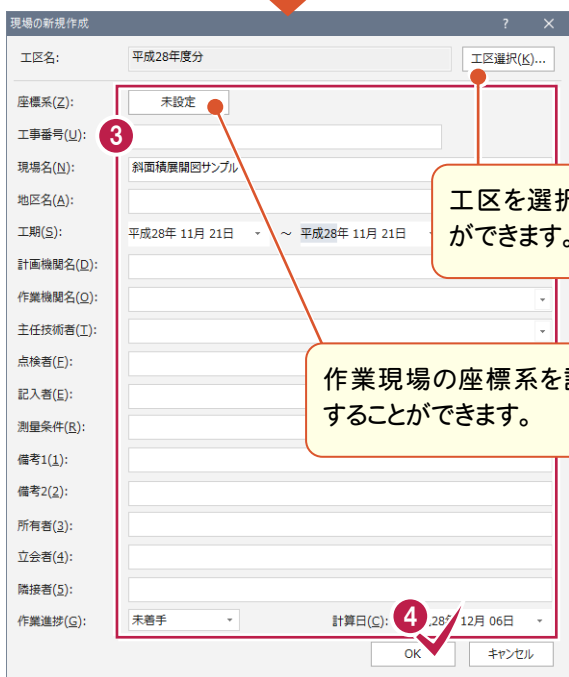 現場の新規作成 ? ×
工区名: 平成28年度分 工区選択(K)...
座標系(Z): 未設定
工事番号(U): 3
現場名(N): 斜面積展開図サンプル
工区を選択
地区名(A):
工期(S): 平成28年 11月 21日 ～ 平成28年 11月 21日
ができます。
計画機関名(D):
作業機関名(O):
主任技術者(T):
点検者(F):
作業現場の座標系を
記入者(E):
することができます。
測量条件(R):
備考1(1):
備考2(2):
所有者(3):
立会者(4):
隣接者(5):
作業進捗(G): 未着手 計算日(C): 4 28年 12月 06日
OK キャンセル